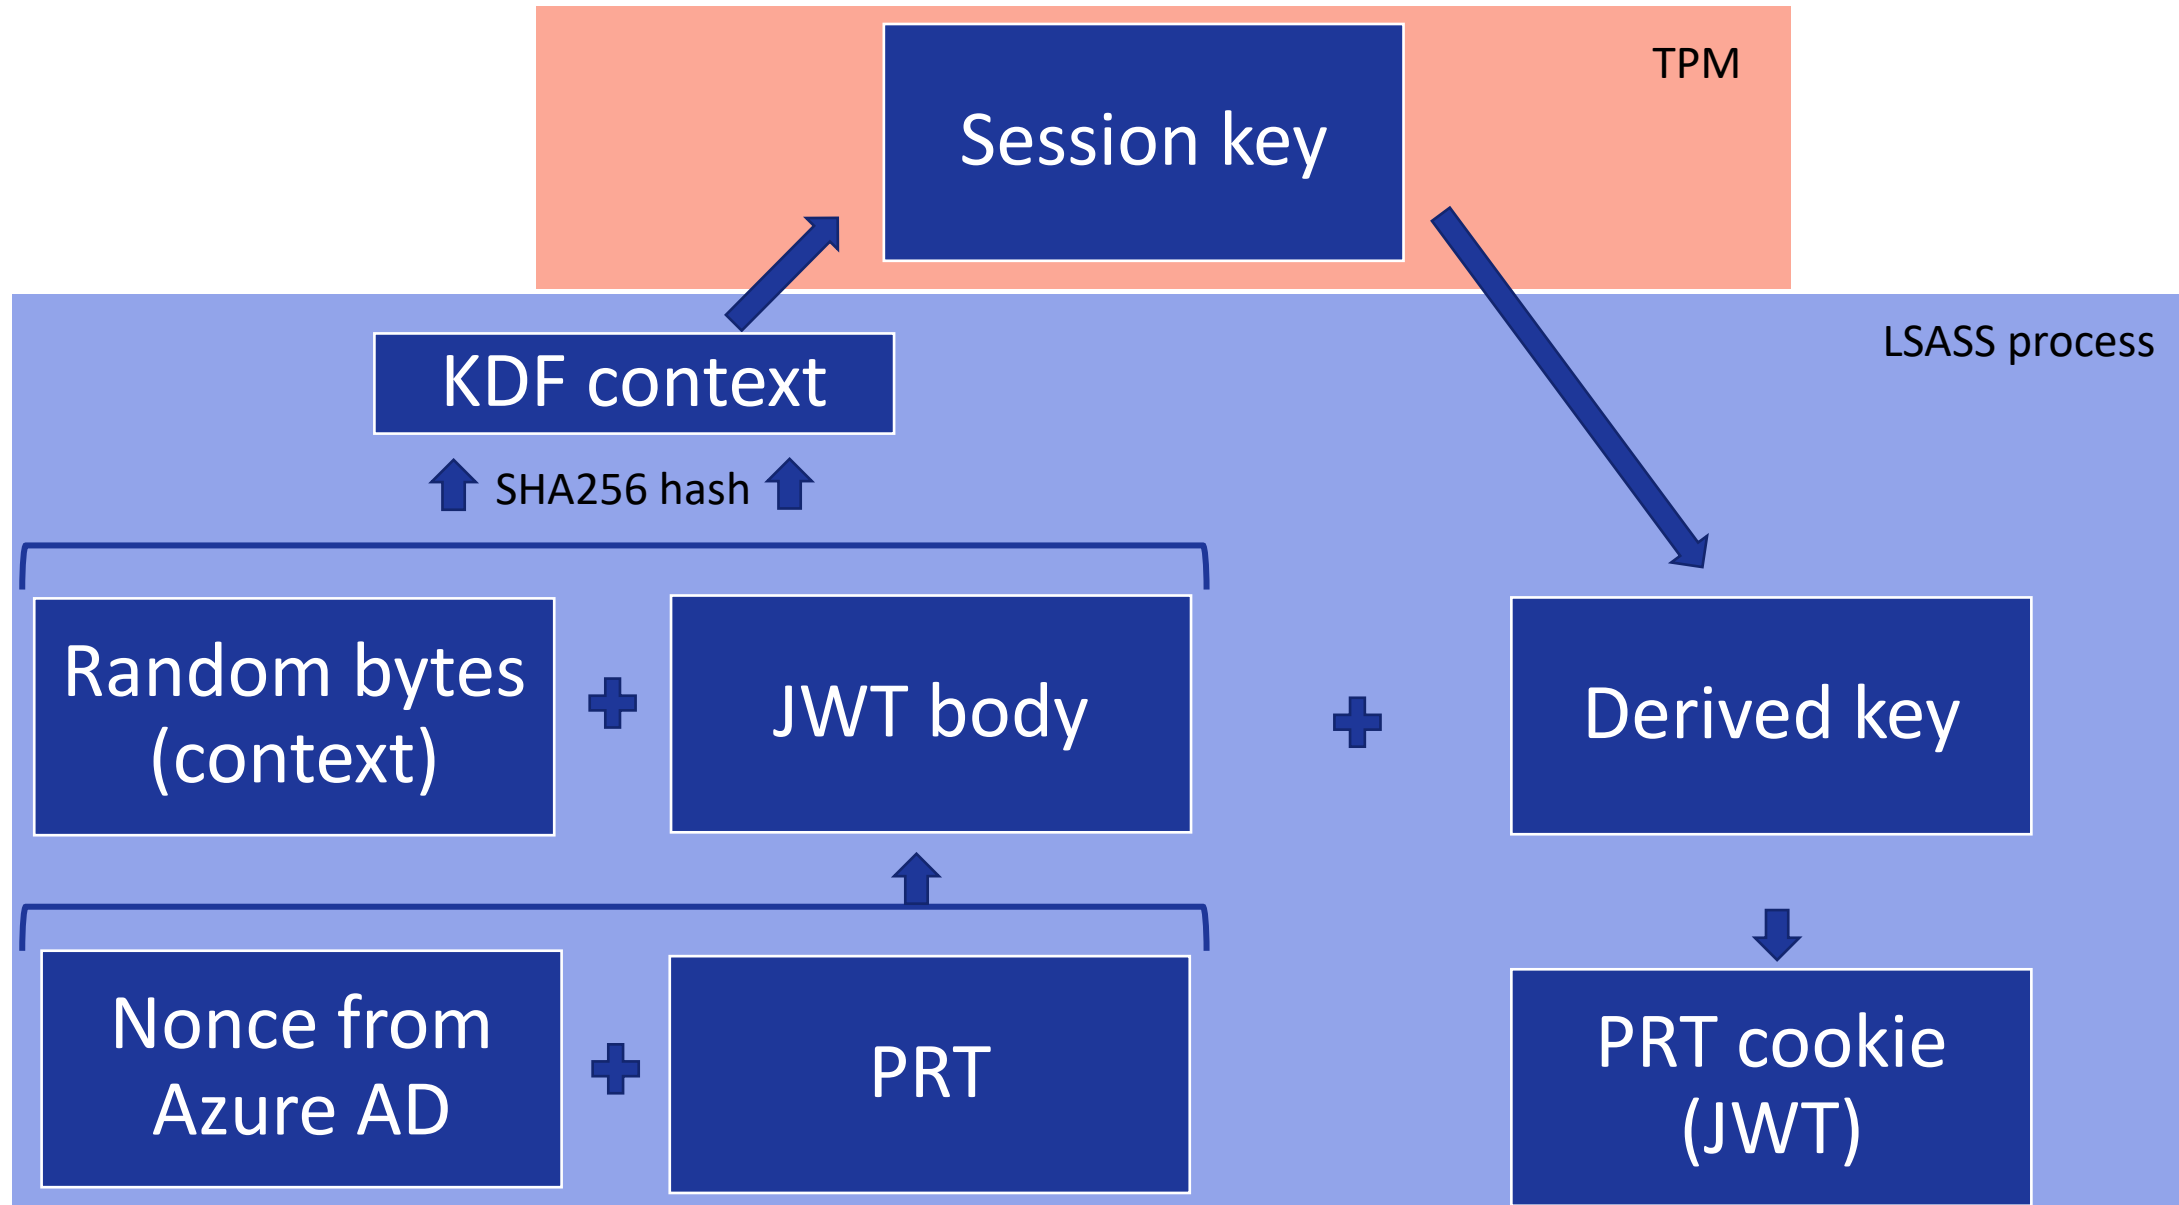 TPM
Session key
LSASS process
KDF context
SHA256 hash
Random bytes
(context)
JWT body
Derived key
Nonce from
Azure AD
PRT
PRT cookie
(JWT)